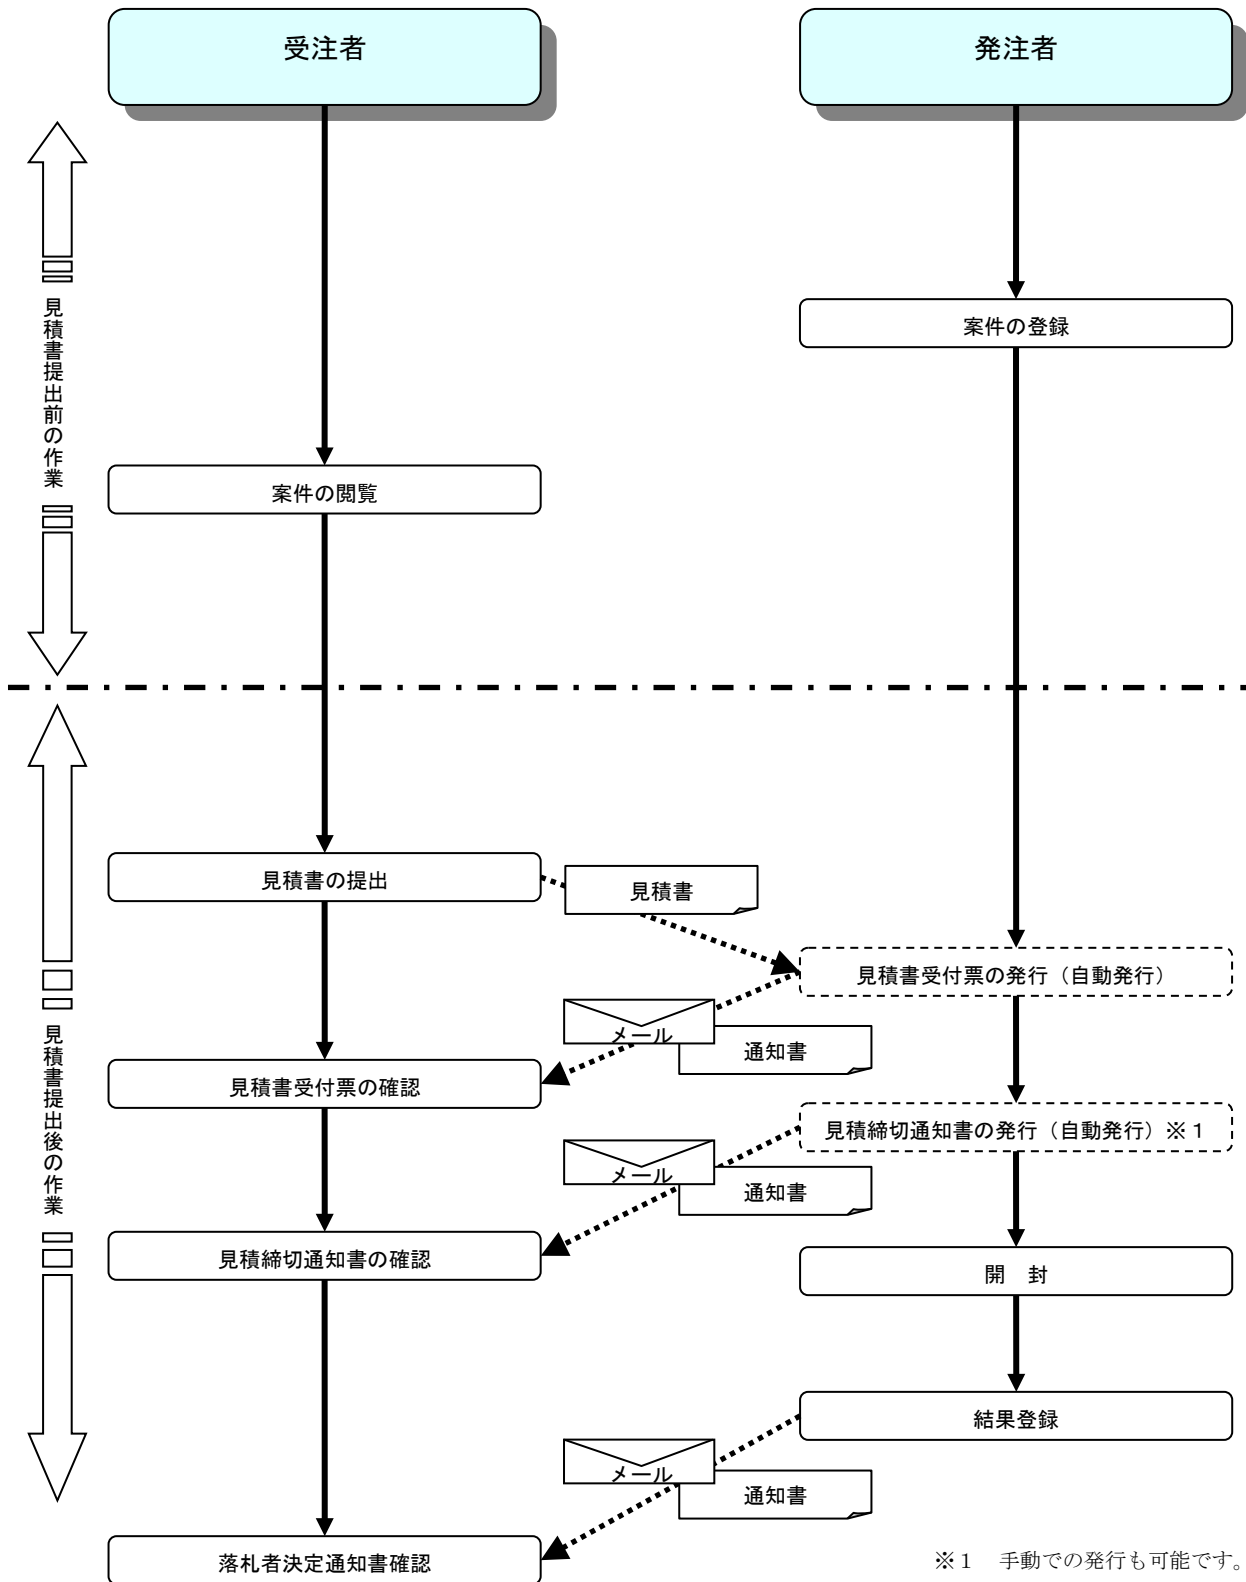 受注者
発注者
見積書提出前の作業
案件の登録
案件の閲覧
見積書提出後の作業
見積書の提出
見積書
見積書受付票の発行（自動発行）
メール
通知書
見積書受付票の確認
見積締切通知書の発行（自動発行）※１
メール
通知書
見積締切通知書の確認
開　封
結果登録
メール
通知書
落札者決定通知書確認
※１　手動での発行も可能です。